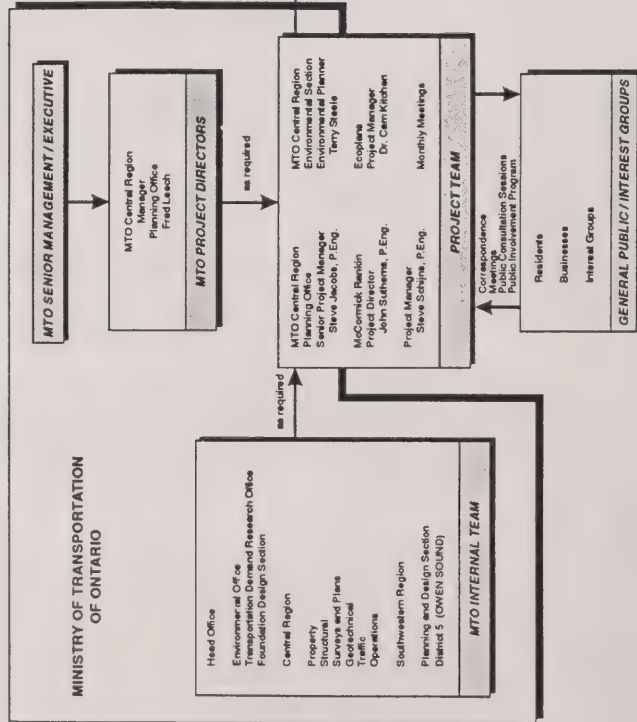 MINISTRY OF TRANSPORTATION
OF ONTARIO
MTO SENIOR MANAGEMENT / EXECUTIVE
MTO Central Region
Manager
Planning Office
Fred Leech
MTO PROJECT DIRECTORS
as required
Head Office
Environmental Office
Transportation Demand Research Office
Foundation Design Section
Central Region
Property
Structural
Surveys and Plans
Geotechnical
Traffic
Operations
Southwestern Region
Planning and Design Section
District 5 (OWEN SOUND)
MTO INTERNAL TEAM
as required
MTO Central Region
Planning Office
Senior Project Manager
Steve Jacobs, P.Eng.
McCormick Rankin
Project Director
John Suthems, P.Eng.
Project Manager
Steve Schijns, P.Eng.
MTO Central Region
Environmental Section
Environmental Planner
Terry Steele
Ecoplans
Project Manager
Dr. Cam Kitchen
Monthly Meetings
PROJECT TEAM
Correspondence
Meetings
Public Consultation Sessions
Public Involvement Program
Residents
Businesses
Interest Groups
GENERAL PUBLIC / INTEREST GROUPS